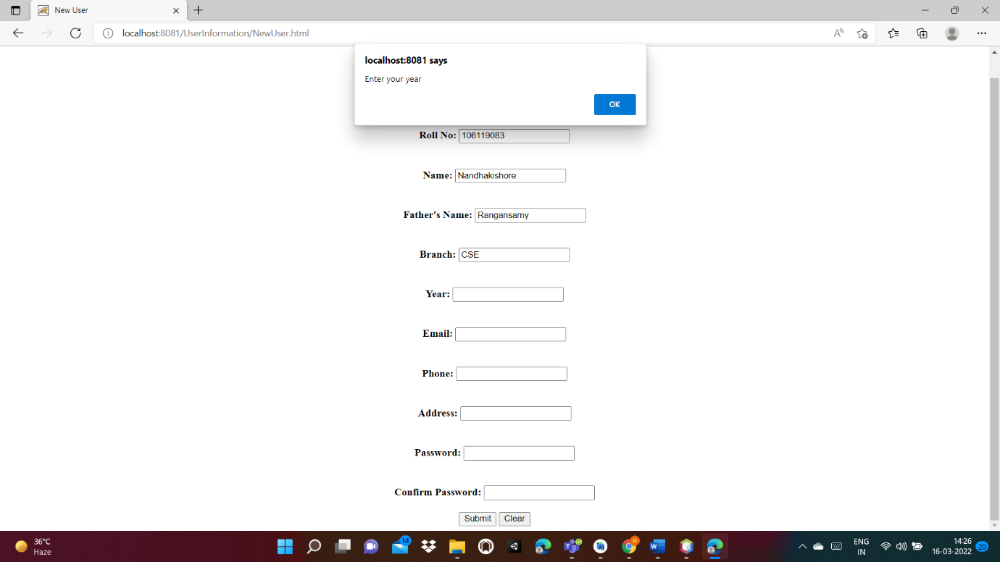 New User
localhost:8081/UserInformation/NewUser.html
localhost:8081 says
Enter your year
OK
Roll No: 106119083
Name: Nandhakishore
Father's Name: Rangansamy
Branch: CSE
Year:
Email:
Phone:
Address:
Password:
Confirm Password:
Submit Clear
36°C
Haze
14
H
W
ENG
IN
14:26
16-03-2022
20